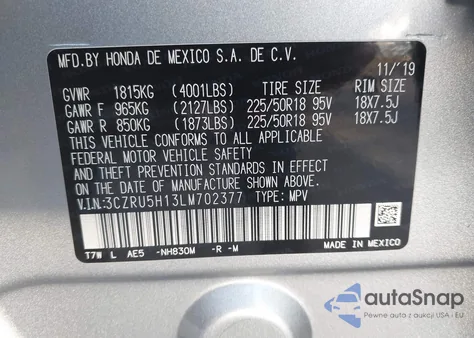 MFD.BY HONDA DE MEXICO S.A. DE C.V.
11/'19
GVWR 1815KG (4001LBS) TIRE SIZE RIM SIZE
GAWR F 965KG (2127LBS) 225/50R18 95V 18X7.5J
GAWR R 850KG (1873LBS) 225/50R18 95V 18X7.5J
THIS VEHICLE CONFORMS TO ALL APPLICABLE
FEDERAL MOTOR VEHICLE SAFETY
AND THEFT PREVENTION STANDARDS IN EFFECT
ON THE DATE OF MANUFACTURE SHOWN ABOVE.
V.I.N:3CZRU5H13LM702377 TYPE: MPV
T7W L AE5 -NH830M -R -M
MADE IN MEXICO
autoSnap
Pewne auta z dostawą USA i EU